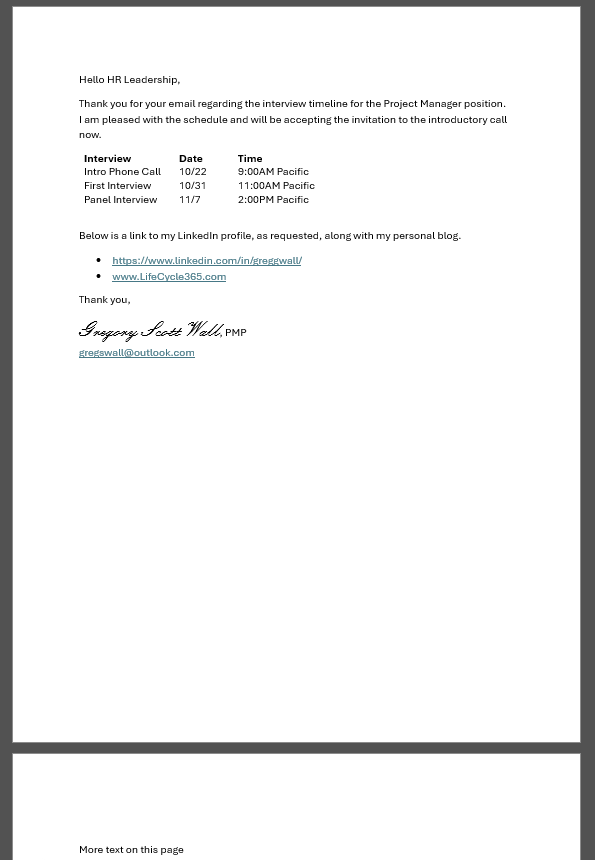 Hello HR Leadership,
Thank you for your email regarding the interview timeline for the Project Manager position.
I am pleased with the schedule and will be accepting the invitation to the introductory call
now.
Interview Date Time
Intro Phone Call 10/22 9:00AM Pacific
First Interview 10/31 11:00AM Pacific
Panel Interview 11/7 2:00PM Pacific
Below is a link to my LinkedIn profile, as requested, along with my personal blog.
• https://www.linkedin.com/in/greggwall/
• www.LifeCycle365.com
Thank you,
Gregory Scott Wall, PMP
gregswall@outlook.com
More text on this page